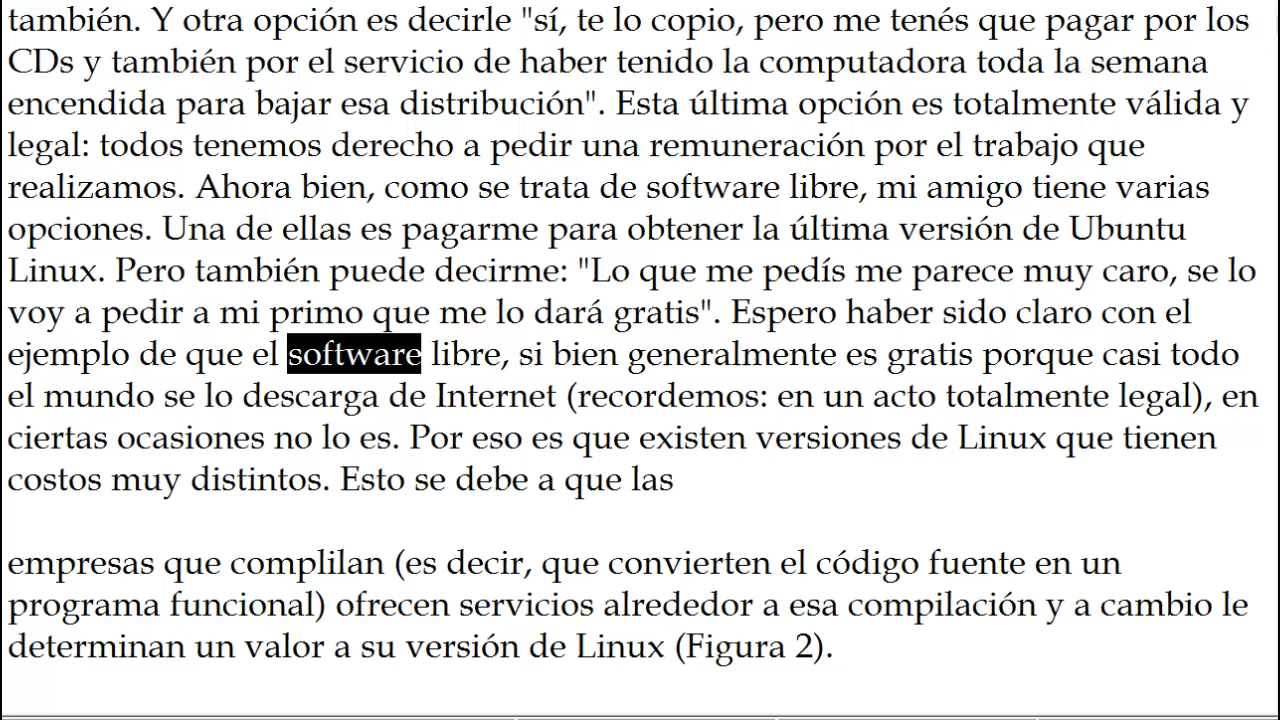 también. Y otra opción es decirle "sí, te lo copio, pero me tenés que pagar por los
CDs y también por el servicio de haber tenido la computadora toda la semana
encendida para bajar esa distribución". Esta última opción es totalmente válida y
legal: todos tenemos derecho a pedir una remuneración por el trabajo que
realizamos. Ahora bien, como se trata de software libre, mi amigo tiene varias
opciones. Una de ellas es pagarme para obtener la última versión de Ubuntu
Linux. Pero también puede decirme: "Lo que me pedís me parece muy caro, se lo
voy a pedir a mi primo que me lo dará gratis". Espero haber sido claro con el
ejemplo de que el software libre, si bien generalmente es gratis porque casi todo
el mundo se lo descarga de Internet (recordemos: en un acto totalmente legal), en
ciertas ocasiones no lo es. Por eso es que existen versiones de Linux que tienen
costos muy distintos. Esto se debe a que las
empresas que complilan (es decir, que convierten el código fuente en un
programa funcional) ofrecen servicios alrededor a esa compilación y a cambio le
determinan un valor a su versión de Linux (Figura 2).